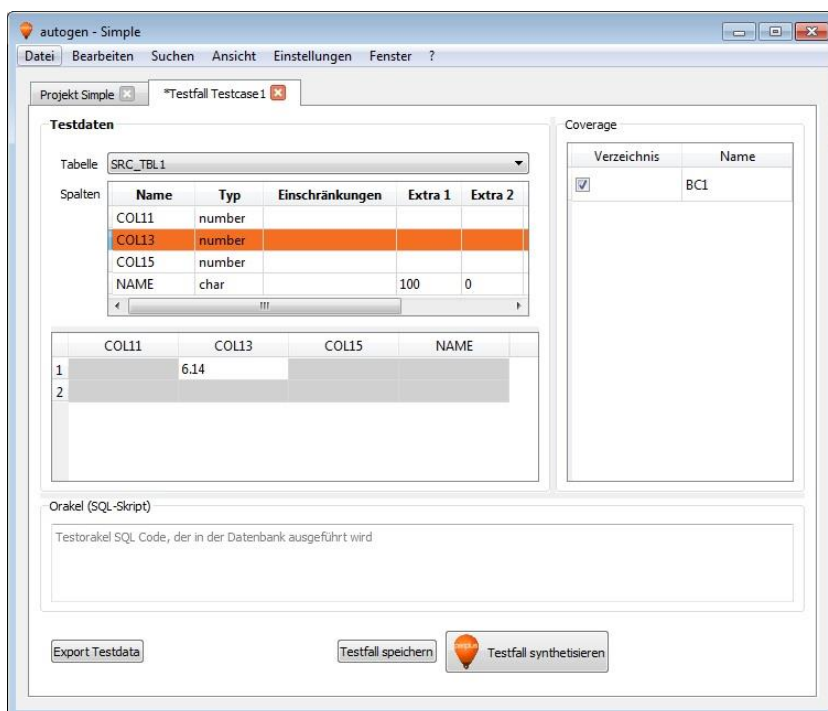 autogen - Simple
Datei Bearbeiten Suchen Ansicht Einstellungen Fenster ?
Projekt Simple *Testfall Testcase1
Testdaten
Tabelle SRC_TBL1
Spalten
Name Typ Einschränkungen Extra 1 Extra 2
COL11 number
COL13 number
COL15 number
NAME char 100 0
COL11 COL13 COL15 NAME
1 6.14
2
Coverage
Verzeichnis Name
BC1
Orakel (SQL-Skript)
Testorakel SQL Code, der in der Datenbank ausgeführt wird
Export Testdata Testfall speichern Testfall synthetisieren